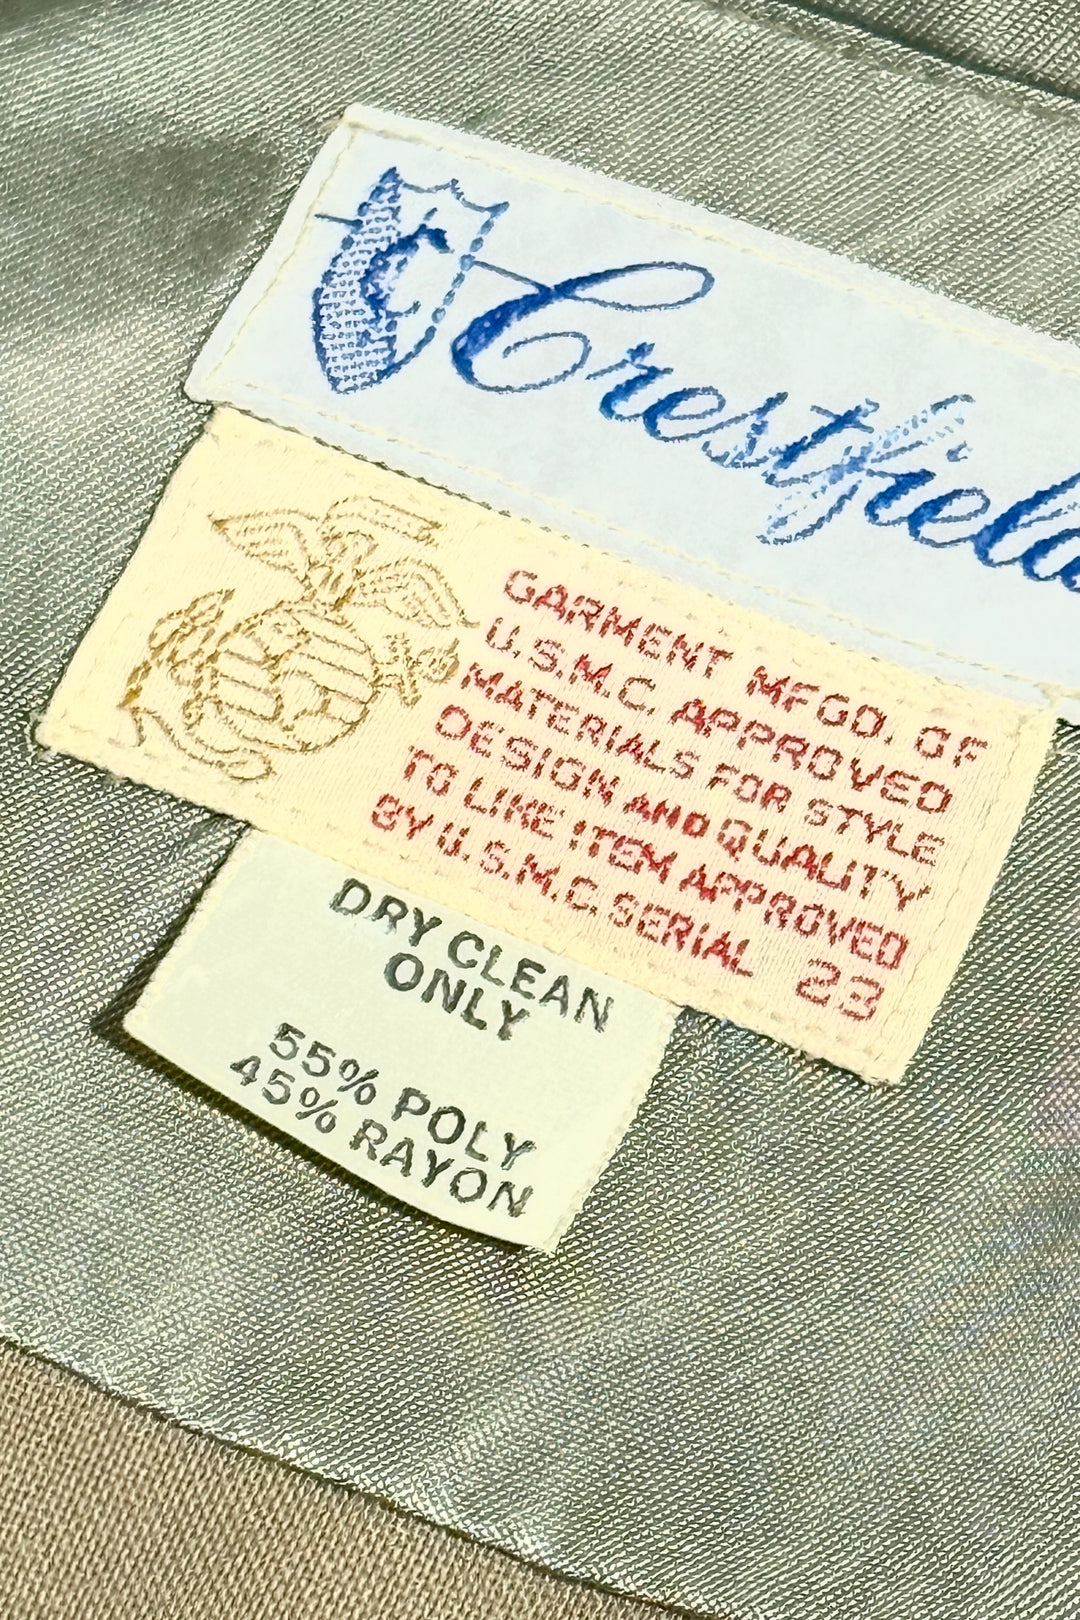 Crestfield
GARMENT MFGD. OF
U.S.M.C. APPROVED
MATERIALS FOR STYLE
DESIGN AND QUALITY
TO LIKE ITEM APPROVED
BY U.S.M.C. SERIAL 23
DRY CLEAN
ONLY
55% POLY
45% RAYON